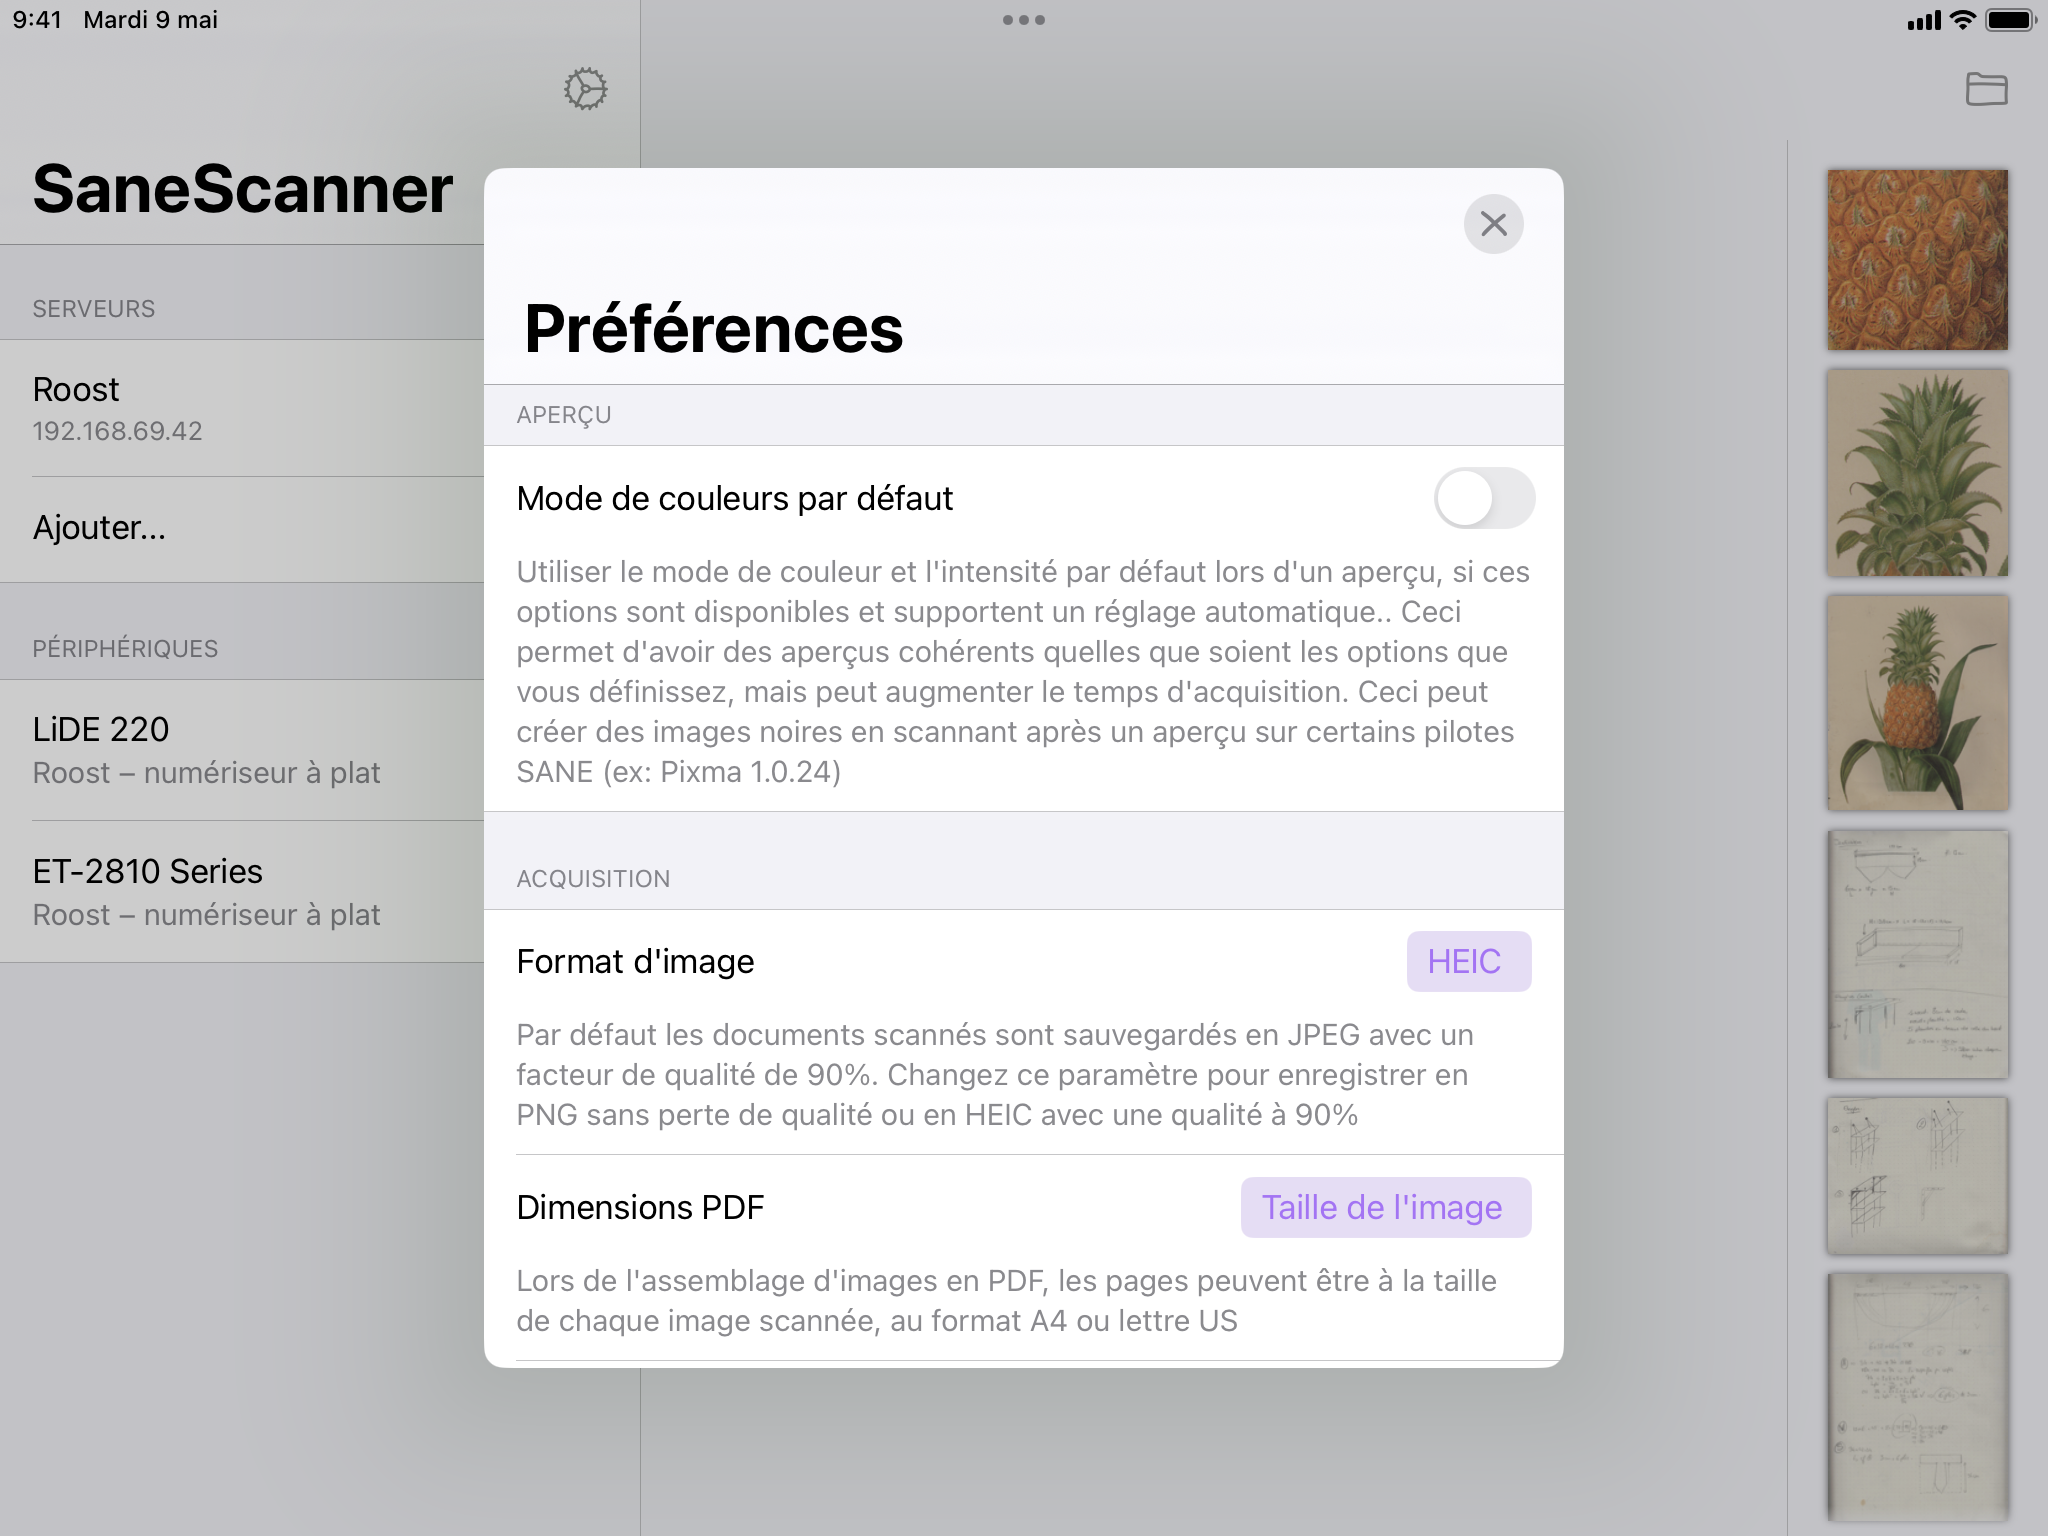 9:41 Mardi 9 mai
SaneScanner
SERVEURS
Roost
192.168.69.42
Ajouter...
PÉRIPHÉRIQUES
LiDE 220
Roost – numériseur à plat
ET-2810 Series
Roost – numériseur à plat
Préférences
APERÇU
Mode de couleurs par défaut
Utiliser le mode de couleur et l'intensité par défaut lors d'un aperçu, si ces
options sont disponibles et supportent un réglage automatique.. Ceci
permet d'avoir des aperçus cohérents quelles que soient les options que
vous définissez, mais peut augmenter le temps d'acquisition. Ceci peut
créer des images noires en scannant après un aperçu sur certains pilotes
SANE (ex: Pixma 1.0.24)
ACQUISITION
Format d'image
HEIC
Par défaut les documents scannés sont sauvegardés en JPEG avec un
facteur de qualité de 90%. Changez ce paramètre pour enregistrer en
PNG sans perte de qualité ou en HEIC avec une qualité à 90%
Dimensions PDF
Taille de l'image
Lors de l'assemblage d'images en PDF, les pages peuvent être à la taille
de chaque image scannée, au format A4 ou lettre US